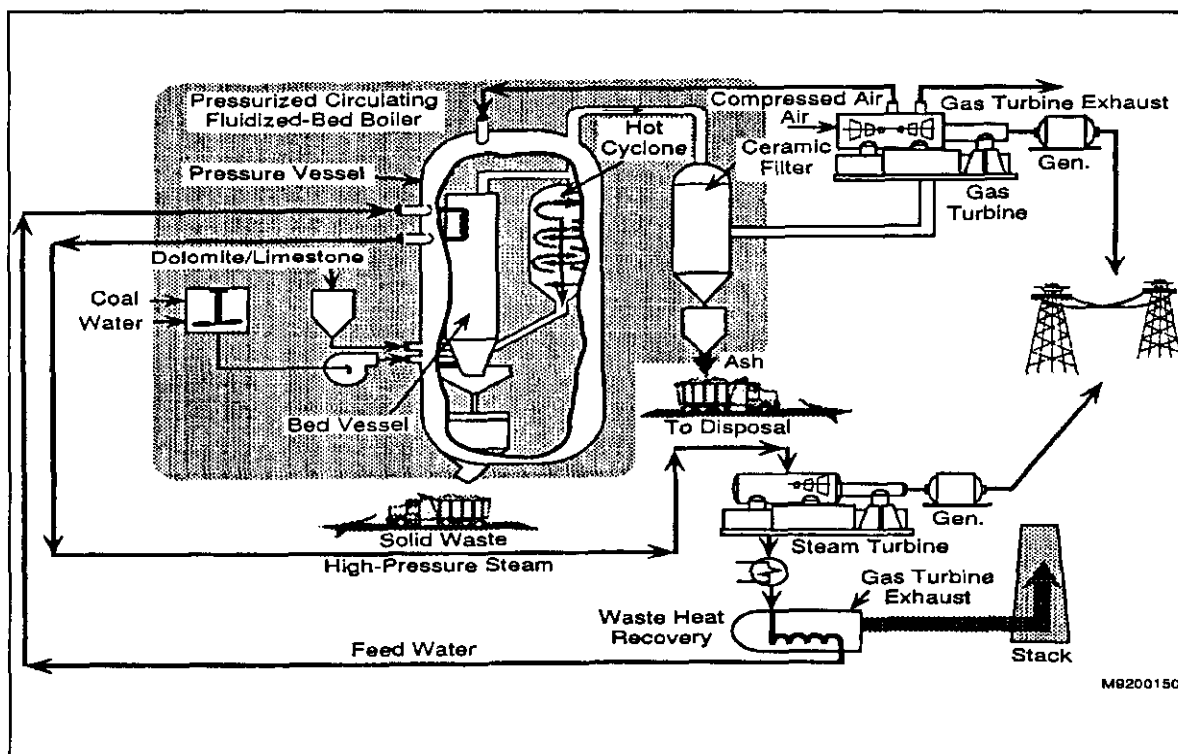 Pressurized Circulating
Fluidized-Bed Boiler
Compressed Air
Air
Gas Turbine Exhaust
Hot
Cyclone
Ceramic
Filter
Gen.
Gas
Turbine
Pressure Vessel
Dolomite/Limestone
Coal
Water
Bed Vessel
Ash
To Disposal
Solid Waste
High-Pressure Steam
Gen.
Steam Turbine
Gas Turbine
Exhaust
Waste Heat
Recovery
Feed Water
Stack
M9200150